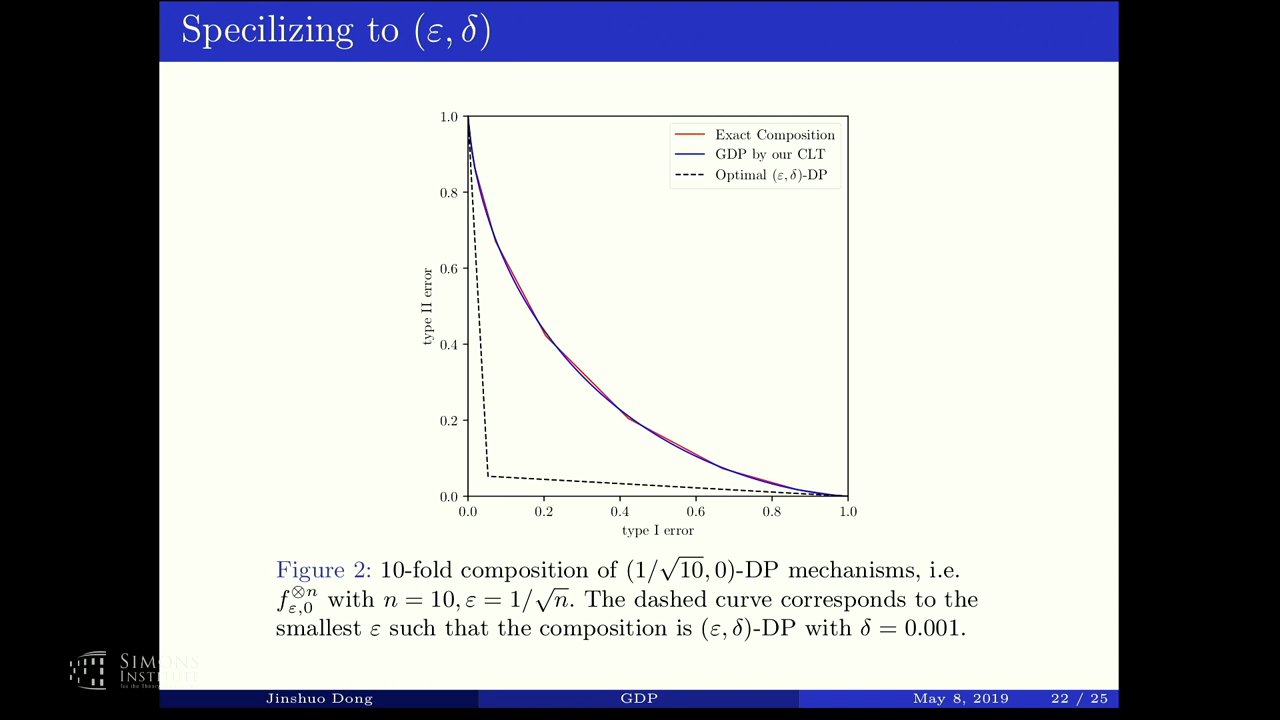 Specilizing to (ε, δ)
1.0
0.8
0.6
0.4
0.2
0.0
type II error
Exact Composition
GDP by our CLT
Optimal (ε, δ)-DP
0.0 0.2 0.4 0.6 0.8 1.0
type I error
Figure 2: 10-fold composition of (1/√10, 0)-DP mechanisms, i.e.
f_{ε,0}^{⊗n} with n = 10, ε = 1/√n. The dashed curve corresponds to the
smallest ε such that the composition is (ε, δ)-DP with δ = 0.001.
SIMONS
INSTITUTE
Jinshuo Dong GDP May 8, 2019 22 / 25